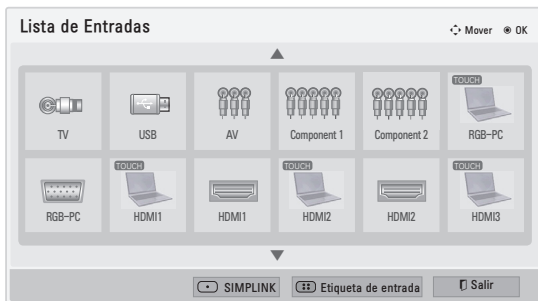 Lista de Entradas
Mover OK
TOUCH
TV USB AV Component 1 Component 2 RGB-PC
TOUCH TOUCH TOUCH
RGB-PC HDMI1 HDMI1 HDMI2 HDMI2 HDMI3
SIMPLINK Etiqueta de entrada Salir